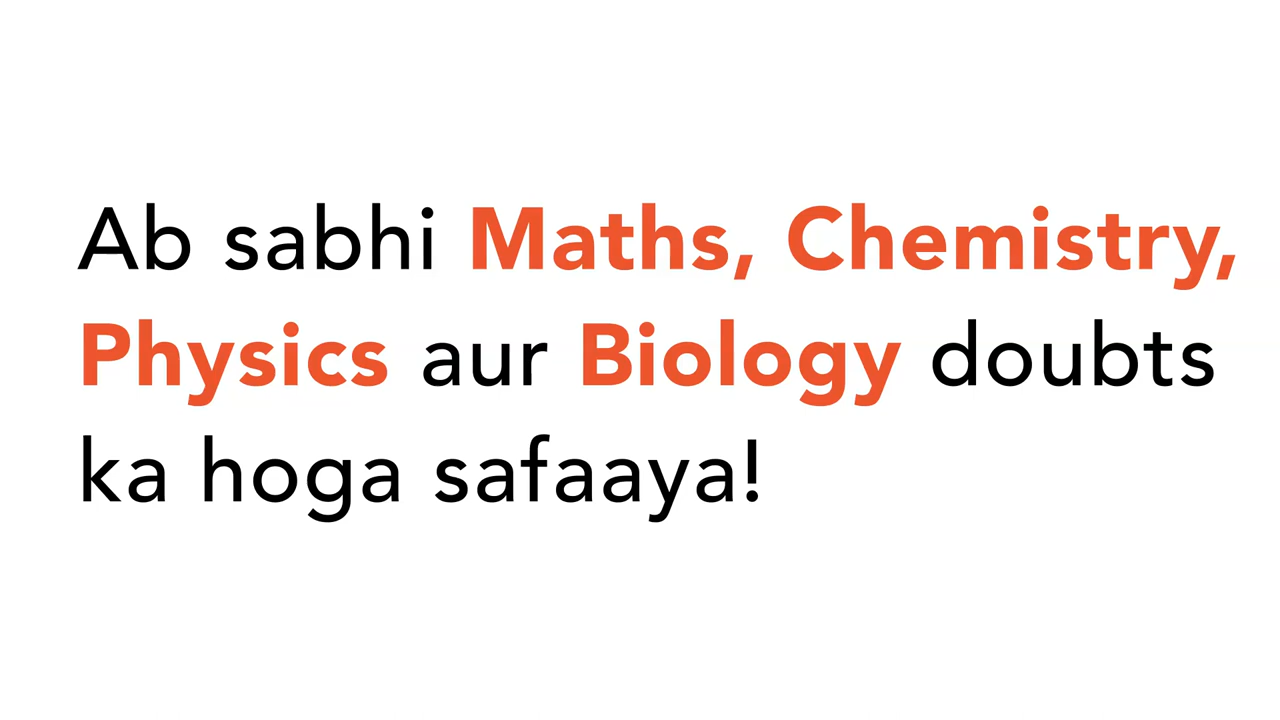 Ab sabhi Maths, Chemistry,
Physics aur Biology doubts
ka hoga safaaya!